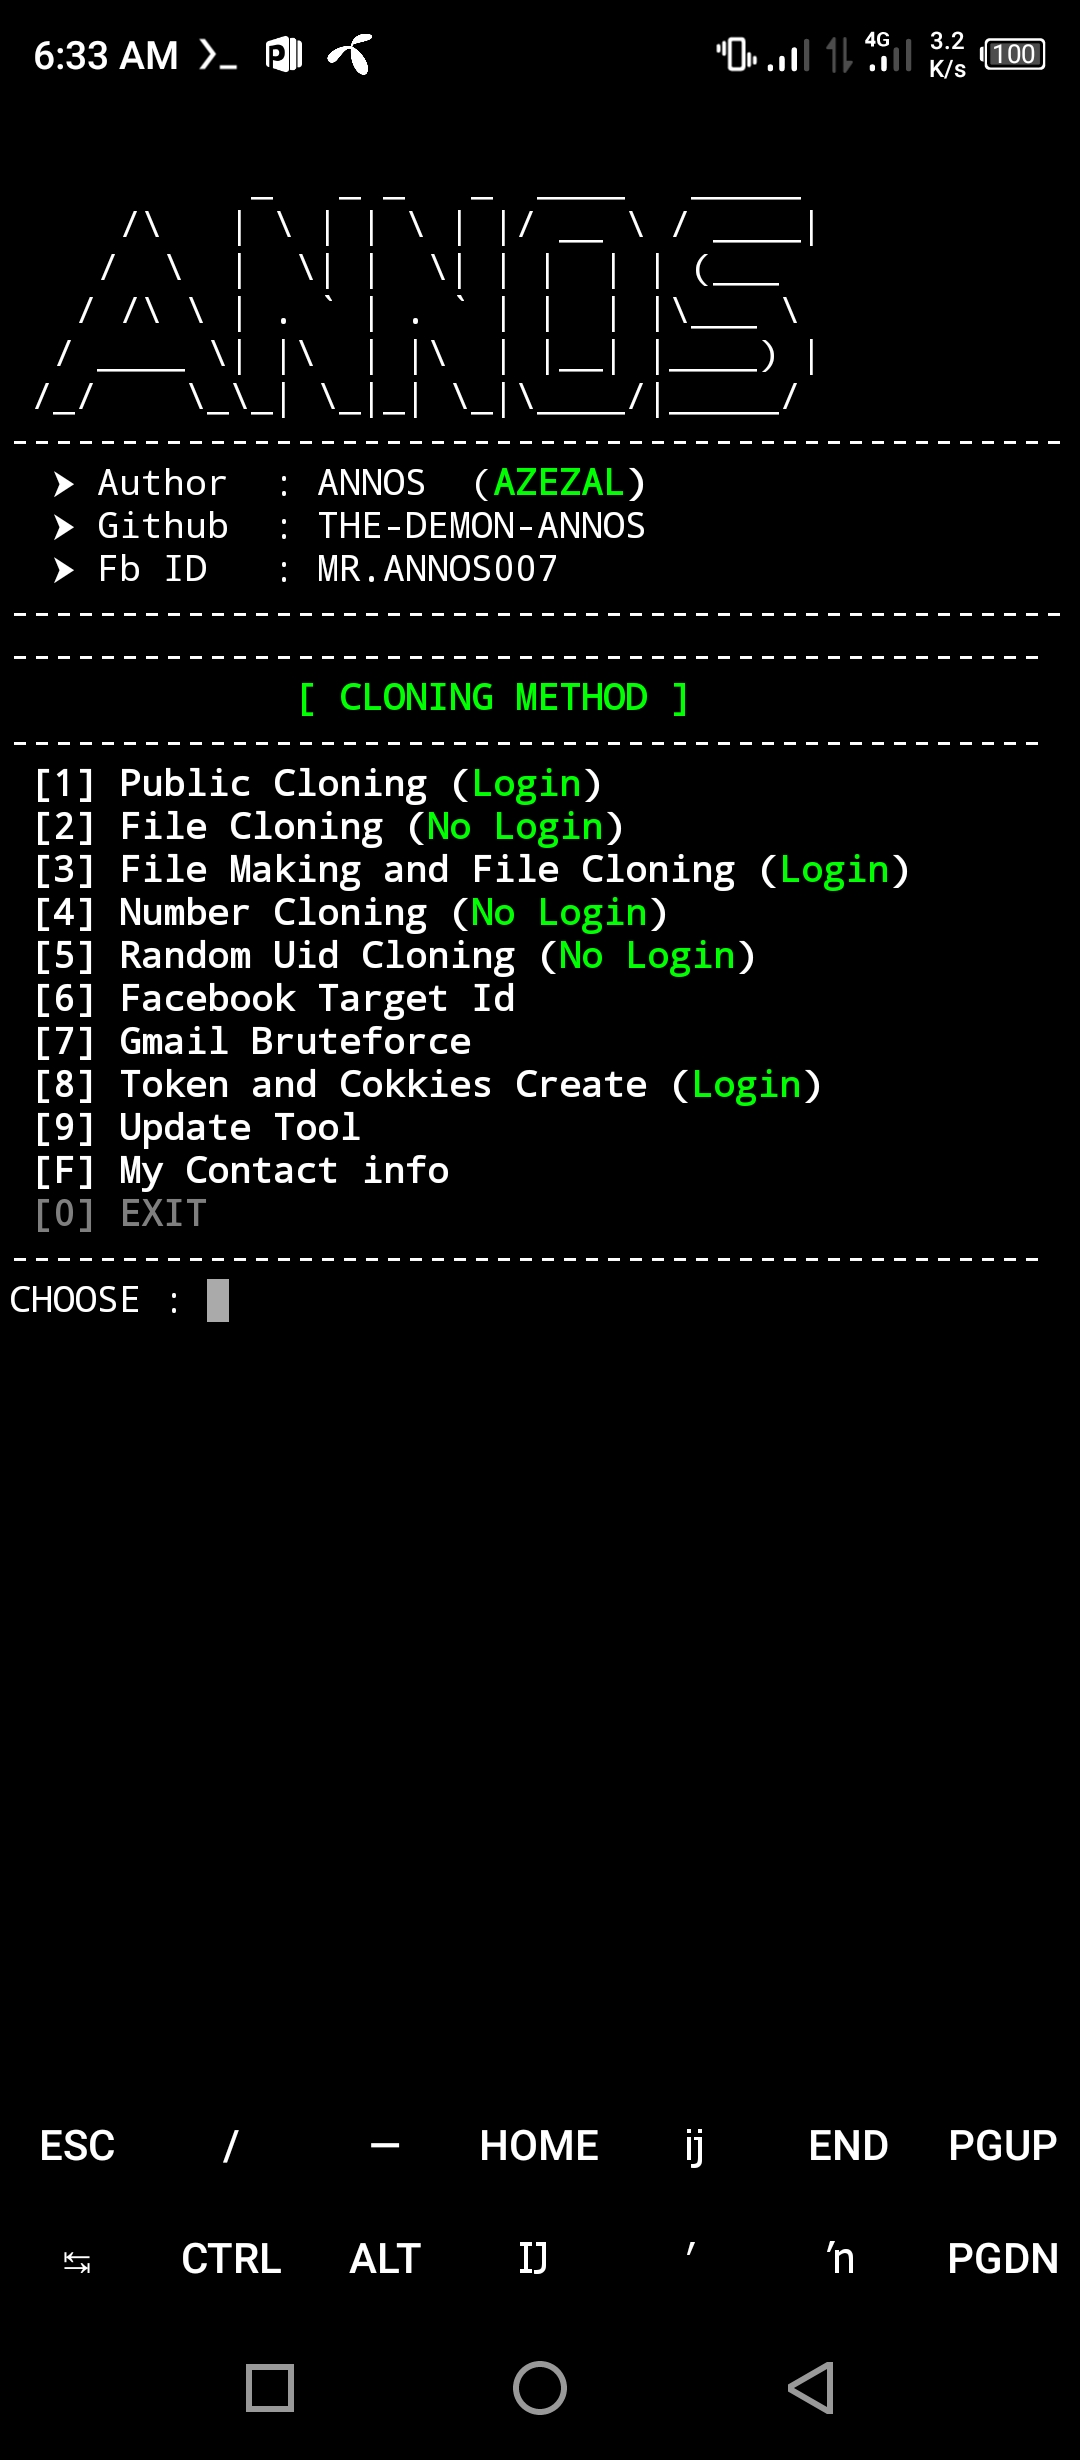 6:33 AM 4G 3.2 K/s 100
ANNOS
➤ Author : ANNOS (AZEZAL)
➤ Github : THE-DEMON-ANNOS
➤ Fb ID : MR.ANNOS007
[ CLONING METHOD ]
[1] Public Cloning (Login)
[2] File Cloning (No Login)
[3] File Making and File Cloning (Login)
[4] Number Cloning (No Login)
[5] Random Uid Cloning (No Login)
[6] Facebook Target Id
[7] Gmail Bruteforce
[8] Token and Cokkies Create (Login)
[9] Update Tool
[F] My Contact info
[0] EXIT
CHOOSE :
ESC / — HOME ĳ END PGUP
↹ CTRL ALT Ĳ ′ ŉ PGDN